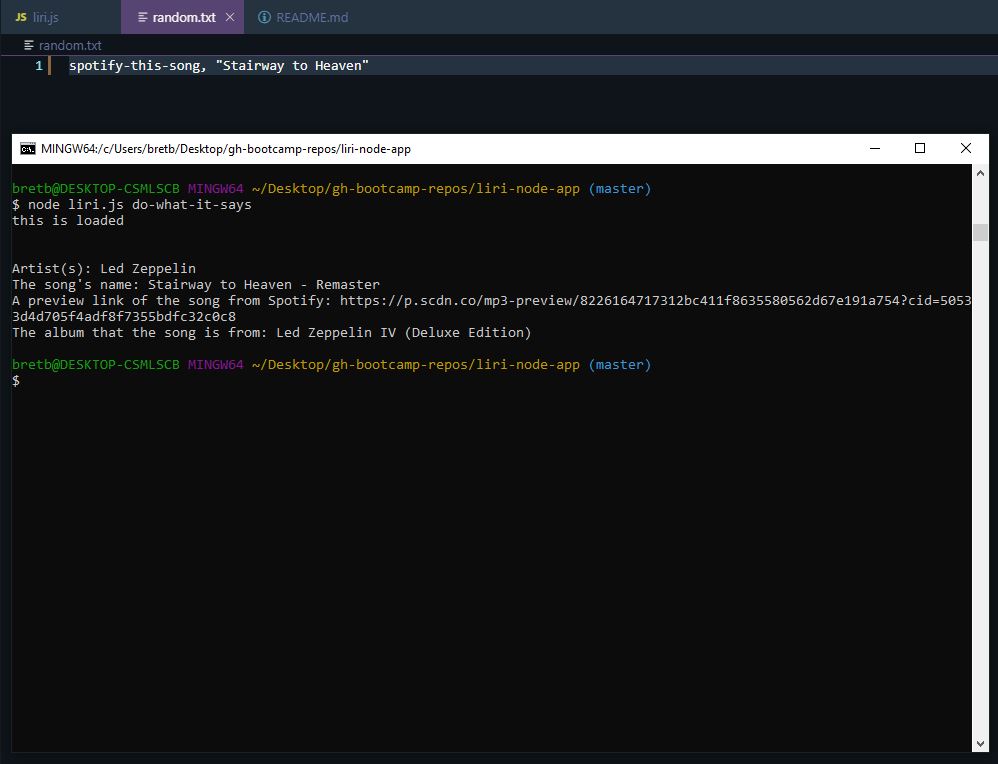 JS liri.js random.txt README.md
random.txt
1 spotify-this-song, "Stairway to Heaven"
MINGW64:/c/Users/bretb/Desktop/gh-bootcamp-repos/liri-node-app
bretb@DESKTOP-CSMLSCB MINGW64 ~/Desktop/gh-bootcamp-repos/liri-node-app (master)
$ node liri.js do-what-it-says
this is loaded
Artist(s): Led Zeppelin
The song's name: Stairway to Heaven - Remaster
A preview link of the song from Spotify: https://p.scdn.co/mp3-preview/8226164717312bc411f8635580562d67e191a754?cid=5053
3d4d705f4adf8f7355bdfc32c0c8
The album that the song is from: Led Zeppelin IV (Deluxe Edition)
bretb@DESKTOP-CSMLSCB MINGW64 ~/Desktop/gh-bootcamp-repos/liri-node-app (master)
$